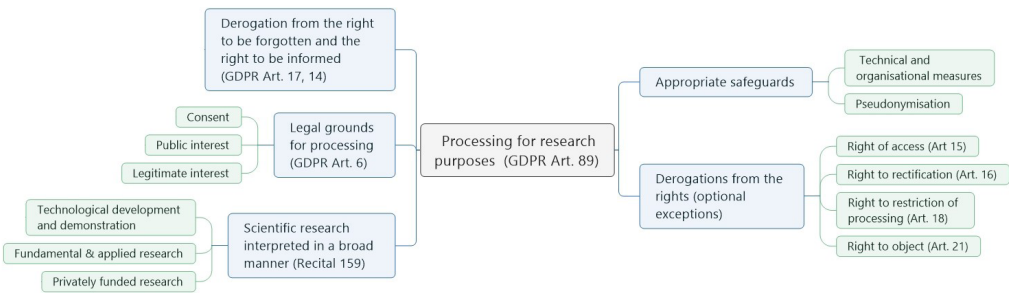 Derogation from the right
to be forgotten and the
right to be informed
(GDPR Art. 17, 14)
Consent
Public interest
Legitimate interest
Legal grounds
for processing
(GDPR Art. 6)
Technological development
and demonstration
Fundamental & applied research
Privately funded research
Scientific research
interpreted in a broad
manner (Recital 159)
Processing for research
purposes (GDPR Art. 89)
Appropriate safeguards
Technical and
organisational measures
Pseudonymisation
Derogations from the
rights (optional
exceptions)
Right of access (Art 15)
Right to rectification (Art. 16)
Right to restriction of
processing (Art. 18)
Right to object (Art. 21)